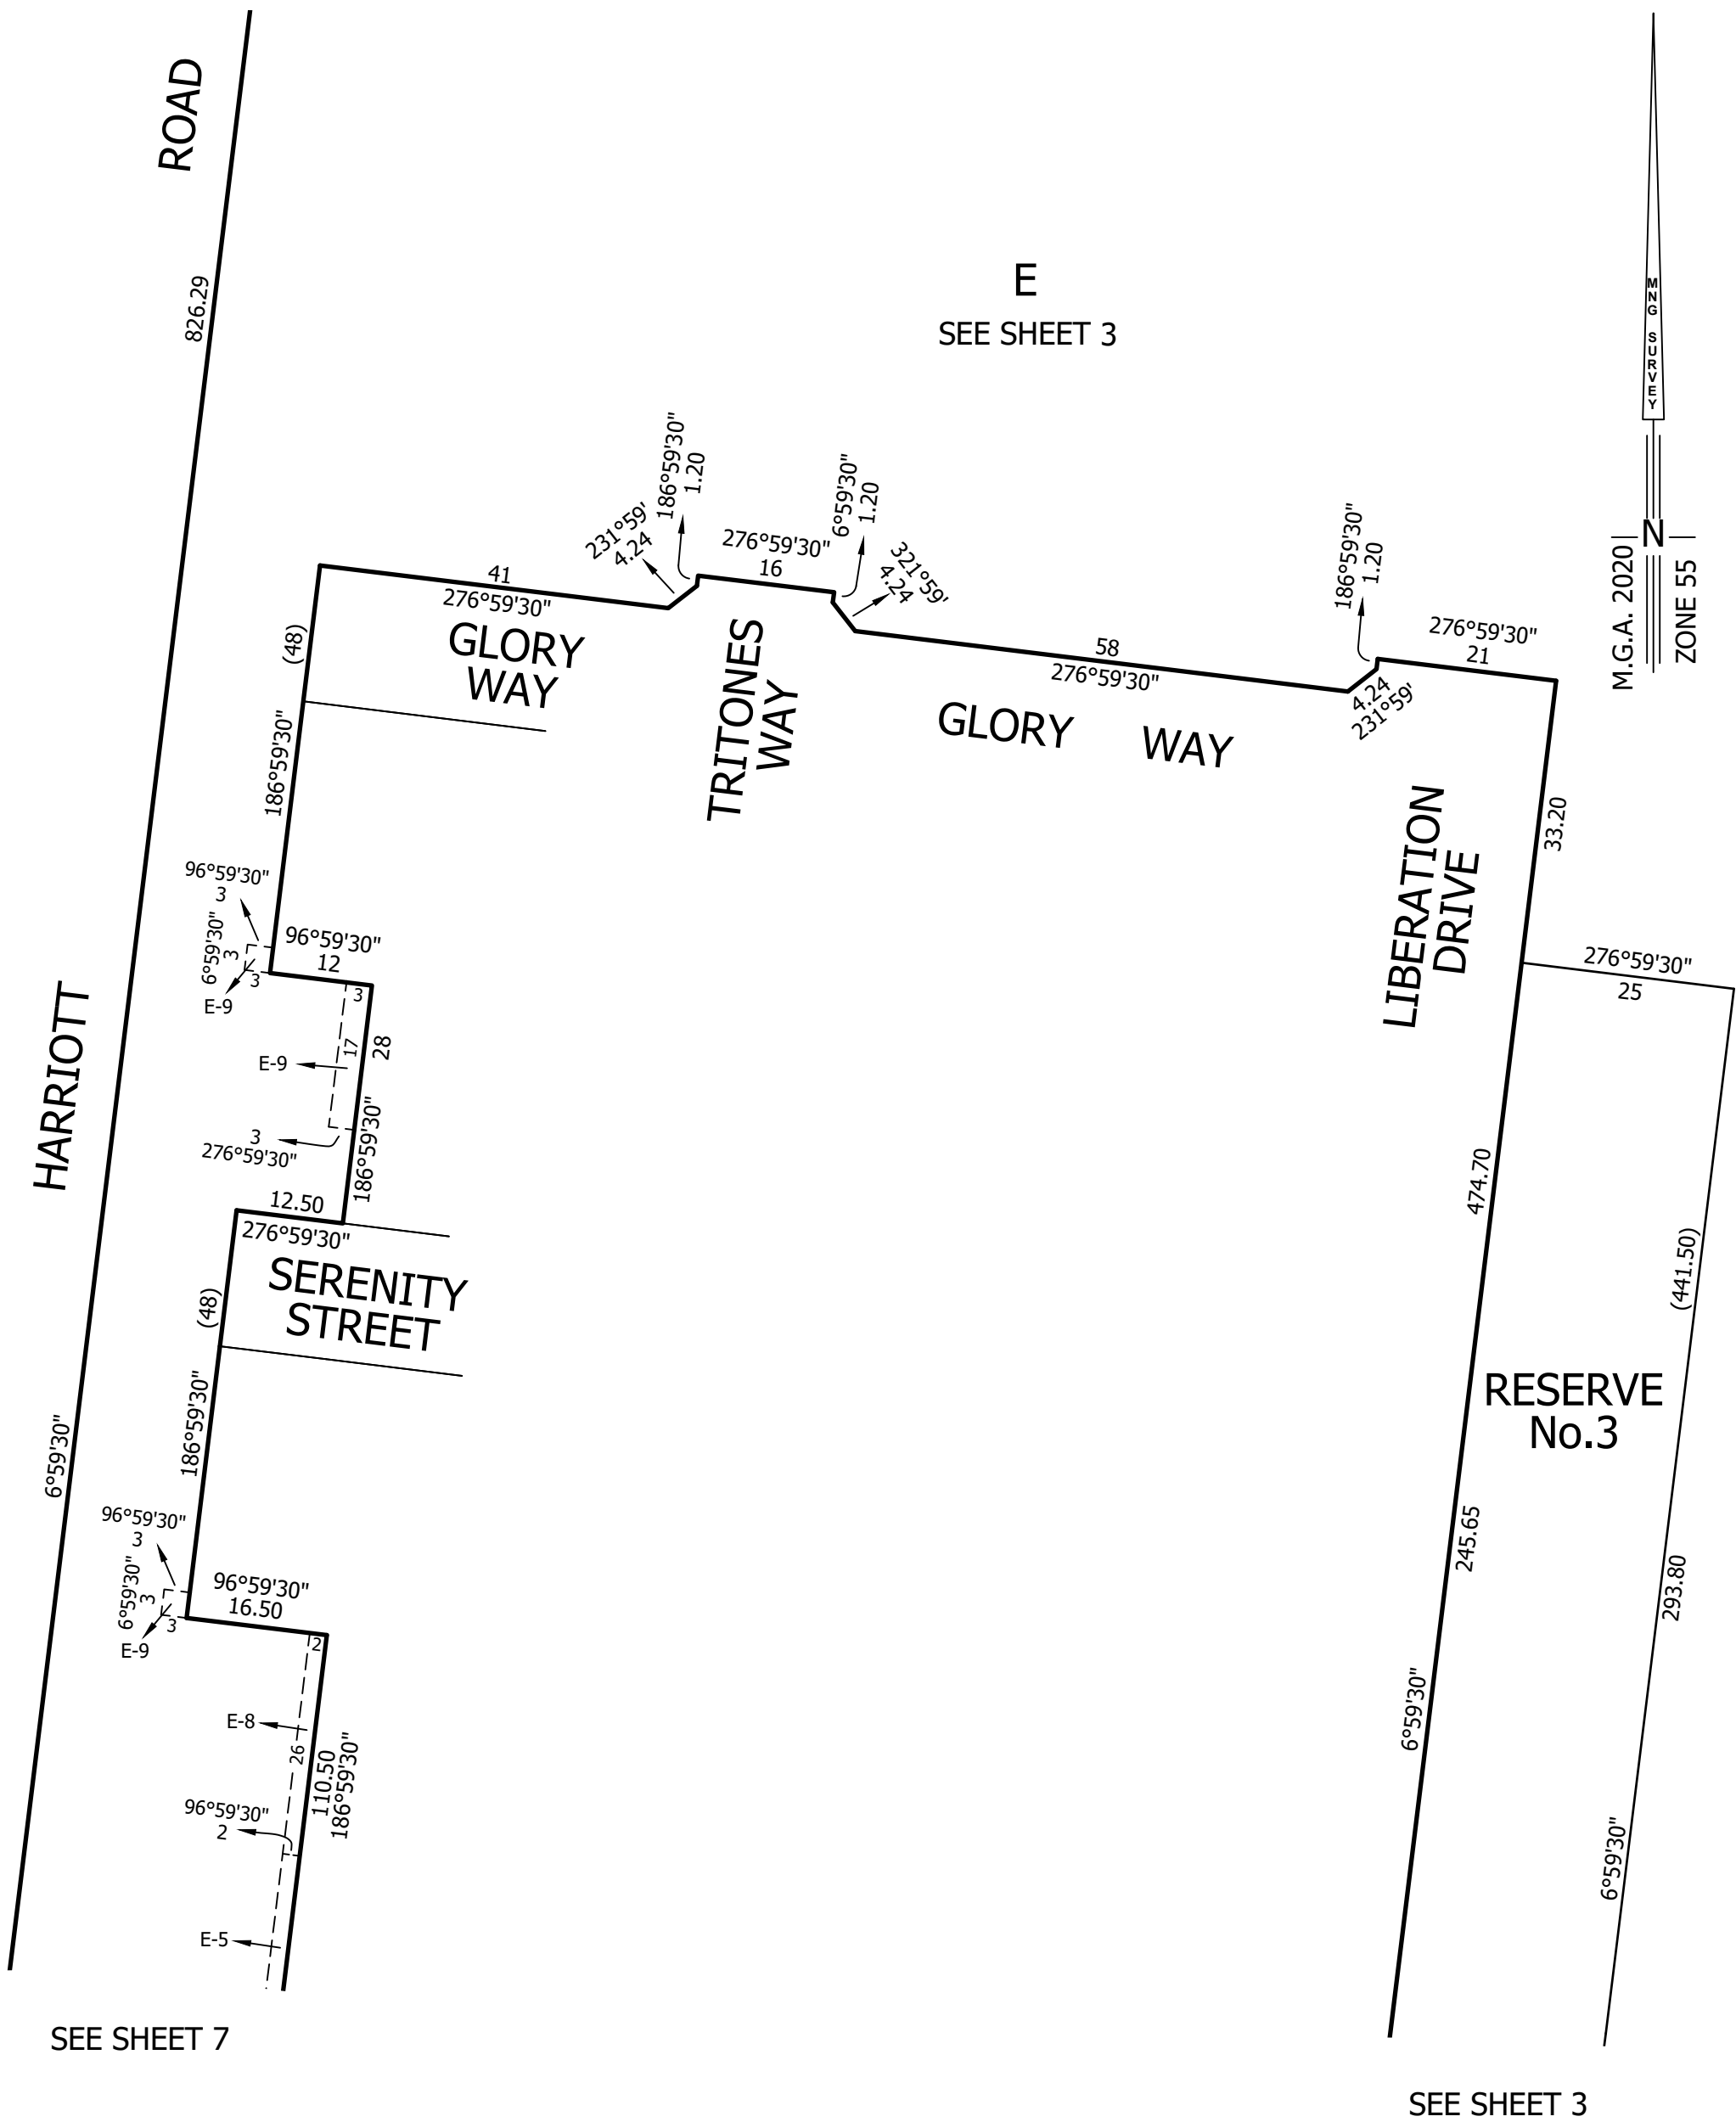 ROAD
HARRIOTT
826.29
6°59'30"
E
SEE SHEET 3
MNG SURVEY
N
M.G.A. 2020
ZONE 55
41
276°59'30"
GLORY
WAY
231°59'
4.24
186°59'30"
1.20
276°59'30"
16
6°59'30"
1.20
321°59'
4.24
TRITONES
WAY
58
276°59'30"
GLORY WAY
186°59'30"
1.20
4.24
231°59'
276°59'30"
21
LIBERATION
DRIVE
33.20
276°59'30"
25
(48)
186°59'30"
96°59'30"
3
6°59'30"
3
3
E-9
96°59'30"
12
3
17
28
E-9
186°59'30"
3
276°59'30"
12.50
276°59'30"
SERENITY
STREET
(48)
186°59'30"
96°59'30"
3
6°59'30"
3
3
E-9
96°59'30"
16.50
2
E-8
26
110.50
186°59'30"
96°59'30"
2
E-5
474.70
245.65
6°59'30"
(441.50)
RESERVE
No.3
293.80
6°59'30"
SEE SHEET 7
SEE SHEET 3